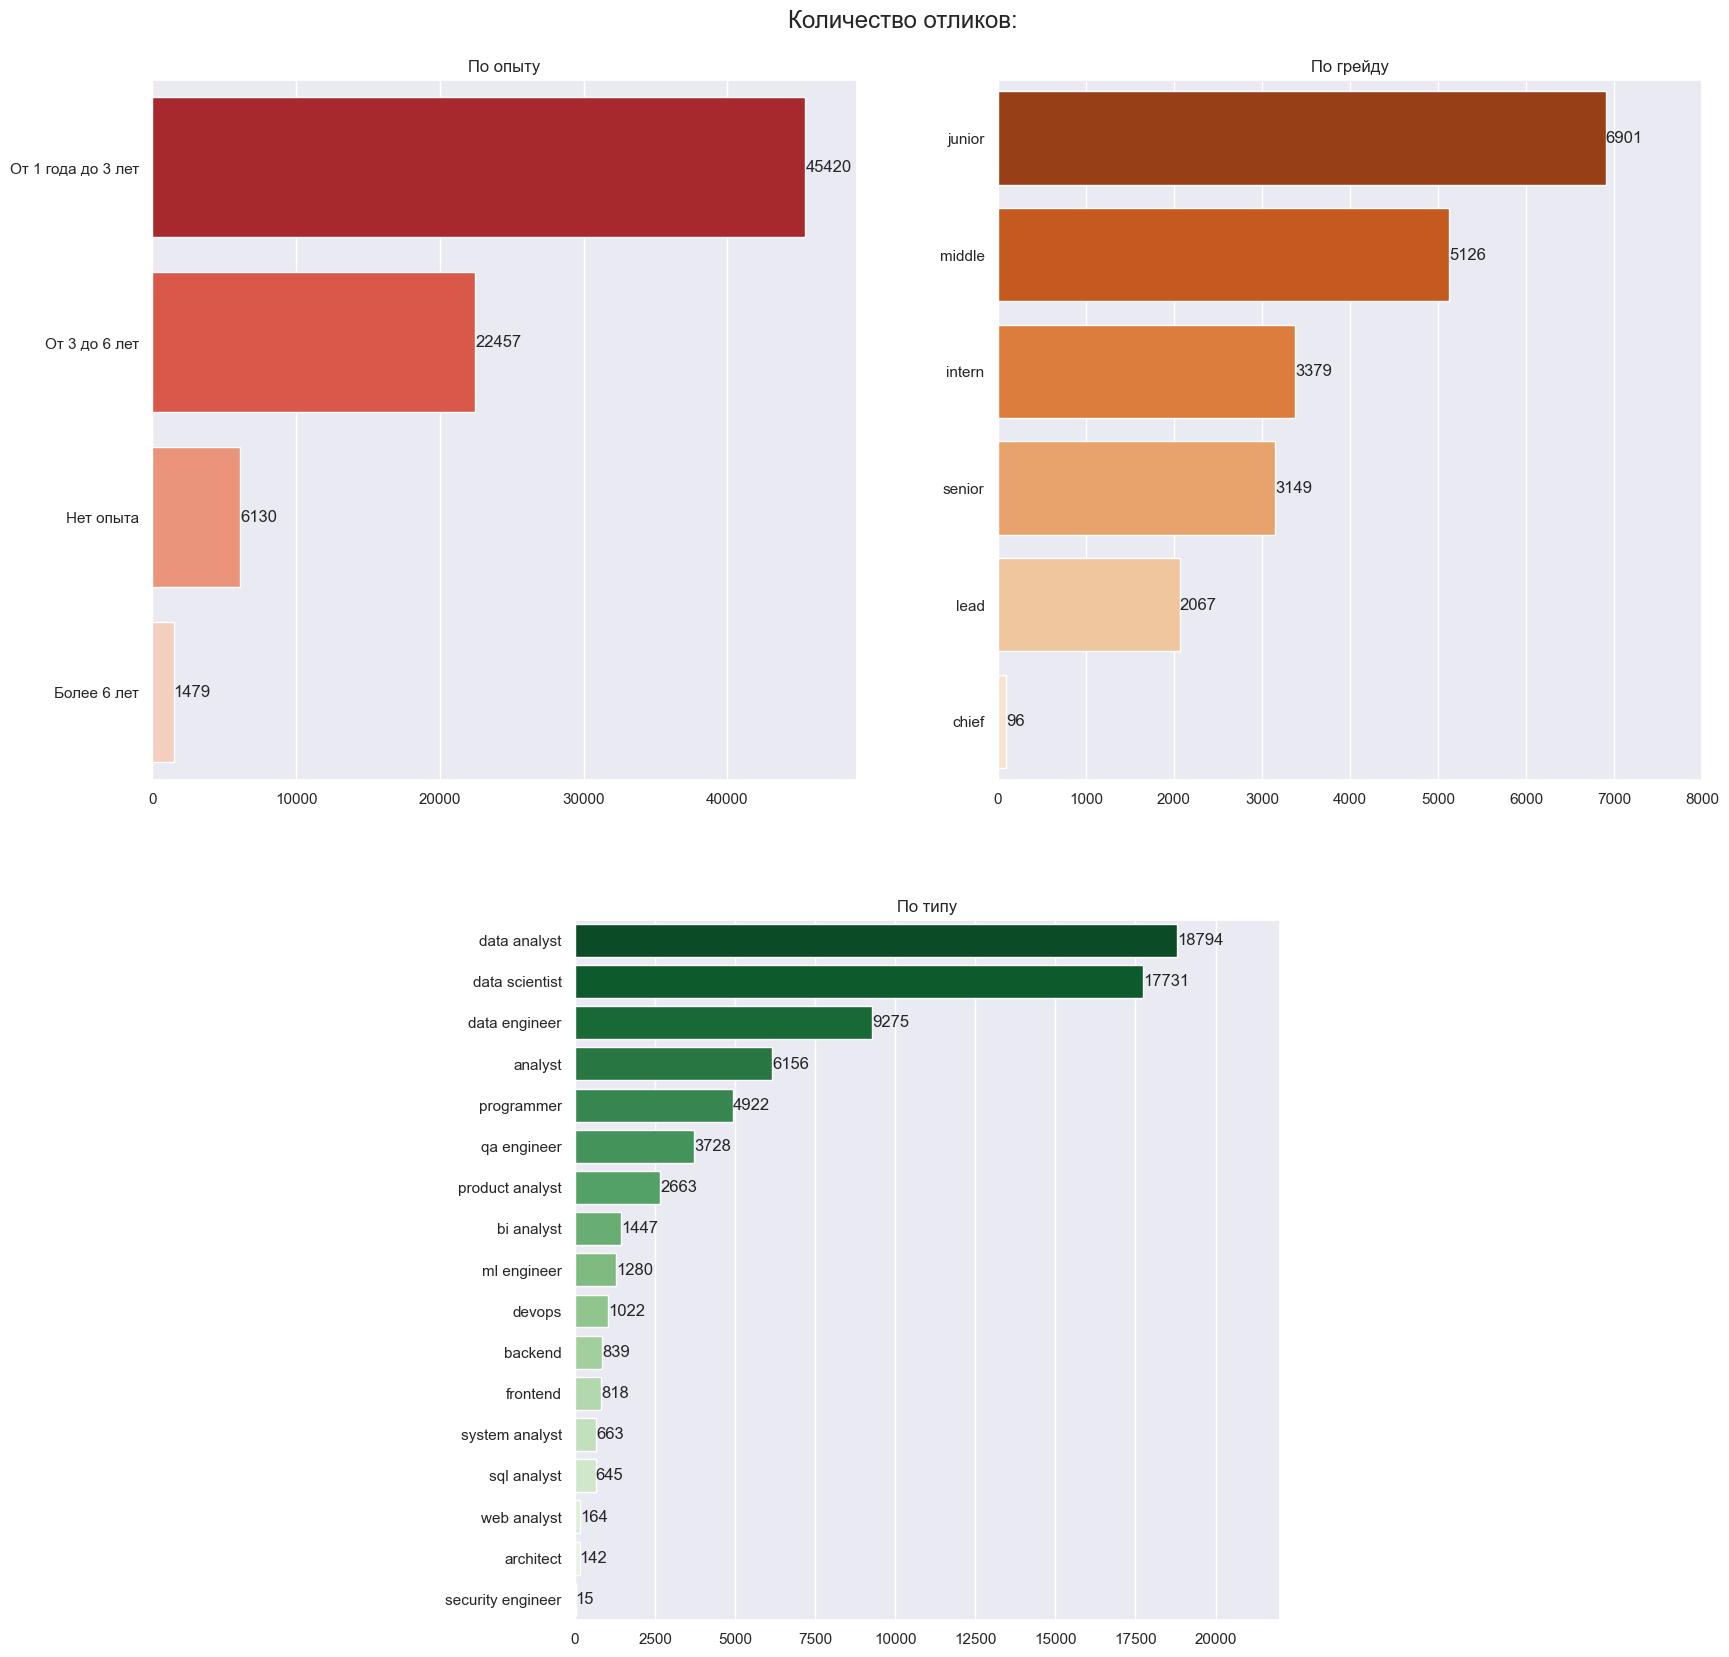 Количество отликов:
По опыту
От 1 года до 3 лет
45420
От 3 до 6 лет
22457
Нет опыта
6130
Более 6 лет
1479
0 10000 20000 30000 40000
По грейду
junior
6901
middle
5126
intern
3379
senior
3149
lead
2067
chief
96
0 1000 2000 3000 4000 5000 6000 7000 8000
По типу
data analyst
18794
data scientist
17731
data engineer
9275
analyst
6156
programmer
4922
qa engineer
3728
product analyst
2663
bi analyst
1447
ml engineer
1280
devops
1022
backend
839
frontend
818
system analyst
663
sql analyst
645
web analyst
164
architect
142
security engineer
15
0 2500 5000 7500 10000 12500 15000 17500 20000